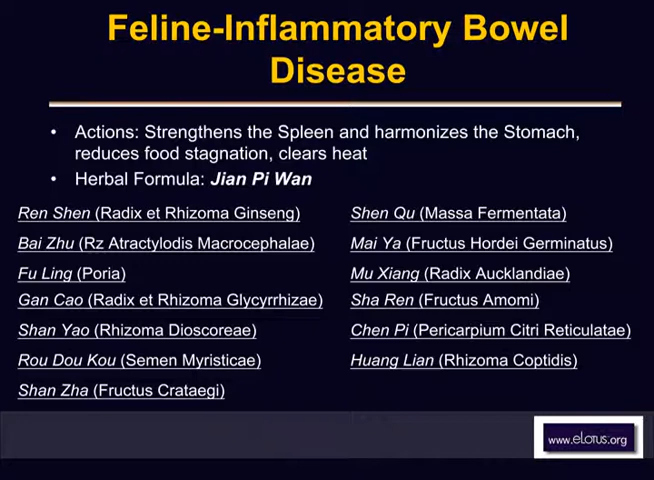 Feline-Inflammatory Bowel
Disease
• Actions: Strengthens the Spleen and harmonizes the Stomach,
reduces food stagnation, clears heat
• Herbal Formula: Jian Pi Wan
Ren Shen (Radix et Rhizoma Ginseng)
Bai Zhu (Rz Atractylodis Macrocephalae)
Fu Ling (Poria)
Gan Cao (Radix et Rhizoma Glycyrrhizae)
Shan Yao (Rhizoma Dioscoreae)
Rou Dou Kou (Semen Myristicae)
Shan Zha (Fructus Crataegi)
Shen Qu (Massa Fermentata)
Mai Ya (Fructus Hordei Germinatus)
Mu Xiang (Radix Aucklandiae)
Sha Ren (Fructus Amomi)
Chen Pi (Pericarpium Citri Reticulatae)
Huang Lian (Rhizoma Coptidis)
www.eLotus.org